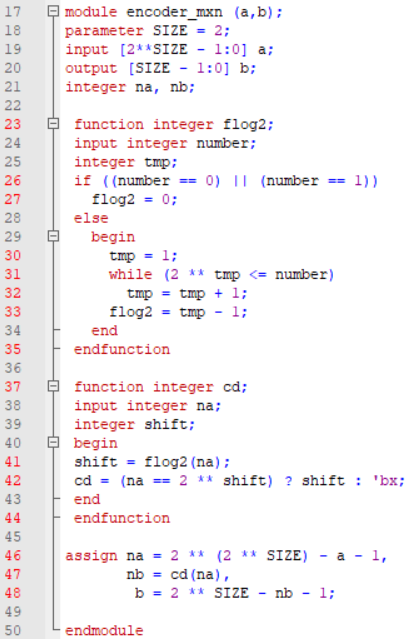 17 module encoder_mxn (a,b);
18 parameter SIZE = 2;
19 input [2**SIZE - 1:0] a;
20 output [SIZE - 1:0] b;
21 integer na, nb;
22
23 function integer flog2;
24 input integer number;
25 integer tmp;
26 if ((number == 0) || (number == 1))
27 flog2 = 0;
28 else
29 begin
30 tmp = 1;
31 while (2 ** tmp <= number)
32 tmp = tmp + 1;
33 flog2 = tmp - 1;
34 end
35 endfunction
36
37 function integer cd;
38 input integer na;
39 integer shift;
40 begin
41 shift = flog2(na);
42 cd = (na == 2 ** shift) ? shift : 'bx;
43 end
44 endfunction
45
46 assign na = 2 ** (2 ** SIZE) - a - 1,
47 nb = cd(na),
48 b = 2 ** SIZE - nb - 1;
49
50 endmodule